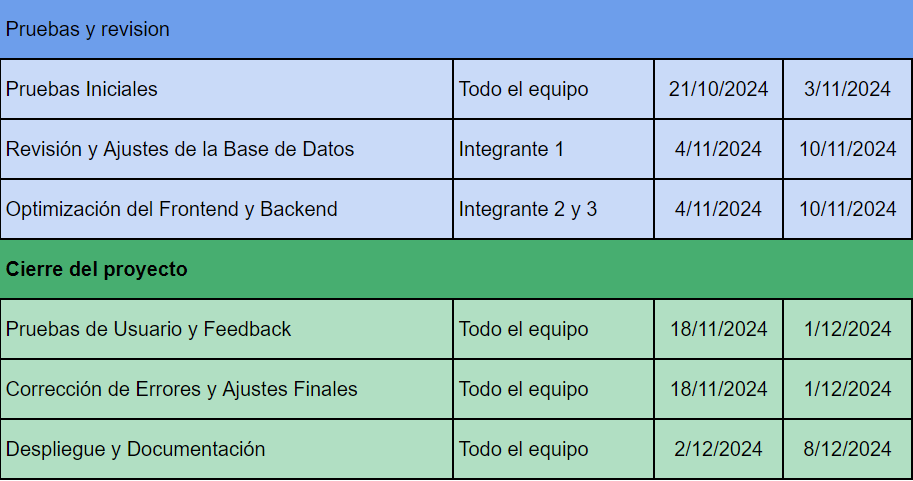 Pruebas y revision
Pruebas Iniciales Todo el equipo 21/10/2024 3/11/2024
Revisión y Ajustes de la Base de Datos Integrante 1 4/11/2024 10/11/2024
Optimización del Frontend y Backend Integrante 2 y 3 4/11/2024 10/11/2024
Cierre del proyecto
Pruebas de Usuario y Feedback Todo el equipo 18/11/2024 1/12/2024
Corrección de Errores y Ajustes Finales Todo el equipo 18/11/2024 1/12/2024
Despliegue y Documentación Todo el equipo 2/12/2024 8/12/2024